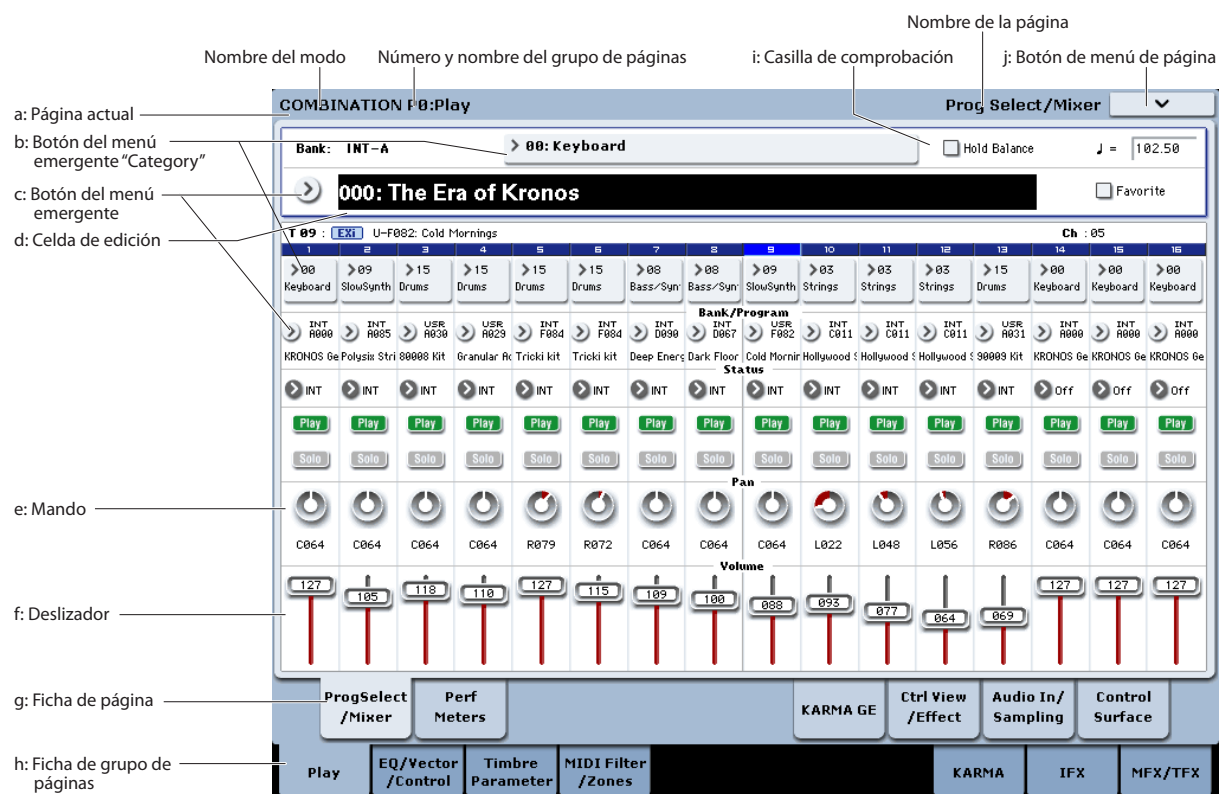 Nombre de la página
Nombre del modo
Número y nombre del grupo de páginas
i: Casilla de comprobación
j: Botón de menú de página
a: Página actual
COMBINATION P0:Play
Prog Select/Mixer
b: Botón del menú
emergente "Category"
Bank: INT-A
00: Keyboard
Hold Balance
♩ = 102.50
c: Botón del menú
emergente
000: The Era of Kronos
Favorite
d: Celda de edición
T 09 : EXi U-F082: Cold Mornings
Ch : 05
1 2 3 4 5 6 7 8 9 10 11 12 13 14 15 16
00 09 15 15 15 15 08 08 09 03 03 03 15 00 00 00
Keyboard SlowSynth Drums Drums Drums Drums Bass/Syn Bass/Syn SlowSynth Strings Strings Strings Drums Keyboard Keyboard Keyboard
Bank/Program
INT INT USR USR INT INT INT INT USR INT INT INT USR INT INT INT
A000 A085 A030 A029 F084 F084 D090 D067 F082 C011 C011 C011 A031 A000 A000 A000
KRONOS Ge Polysix Stri 80008 Kit Granular Tricki kit Tricki kit Deep Energ Dark Floor Cold Mornin Hollywood S Hollywood S Hollywood S 90009 Kit KRONOS Ge KRONOS Ge KRONOS Ge
Status
INT INT INT INT INT INT INT INT INT INT INT INT INT Off Off Off
Play Play Play Play Play Play Play Play Play Play Play Play Play Play Play Play
Solo Solo Solo Solo Solo Solo Solo Solo Solo Solo Solo Solo Solo Solo Solo Solo
Pan
e: Mando
C064 C064 C064 C064 R079 R072 C064 C064 C064 L022 L048 L056 R086 C064 C064 C064
Volume
127 105 118 110 127 115 109 100 088 093 077 064 069 127 127 127
f: Deslizador
g: Ficha de página
ProgSelect
/Mixer
Perf
Meters
KARMA GE
Ctrl View
/Effect
Audio In/
Sampling
Control
Surface
h: Ficha de grupo de
páginas
Play
EQ/Vector
/Control
Timbre
Parameter
MIDI Filter
/Zones
KARMA
IFX
MFX/TFX